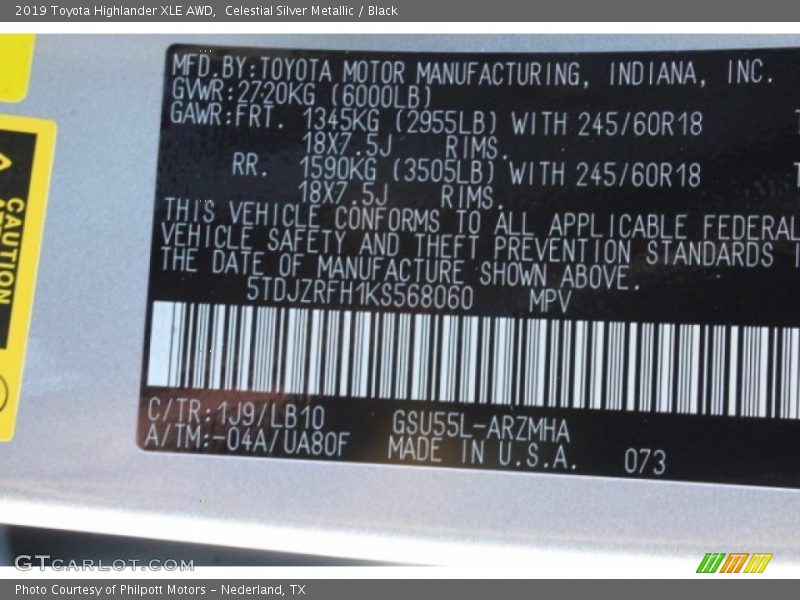 2019 Toyota Highlander XLE AWD,  Celestial Silver Metallic / Black
MFD.BY:TOYOTA MOTOR MANUFACTURING, INDIANA, INC.
GVWR:2720KG (6000LB)
GAWR:FRT. 1345KG (2955LB) WITH 245/60R18
18X7.5J RIMS.
RR. 1590KG (3505LB) WITH 245/60R18
18X7.5J RIMS.
THIS VEHICLE CONFORMS TO ALL APPLICABLE FEDERAL
VEHICLE SAFETY AND THEFT PREVENTION STANDARDS
THE DATE OF MANUFACTURE SHOWN ABOVE.
5TDJZRFH1KS568060 MPV
C/TR:1J9/LB10 GSU55L-ARZMHA
A/TM:-04A/UA80F MADE IN U.S.A. 073
CAUTION
GTCARLOT.COM
Photo Courtesy of Philpott Motors - Nederland, TX